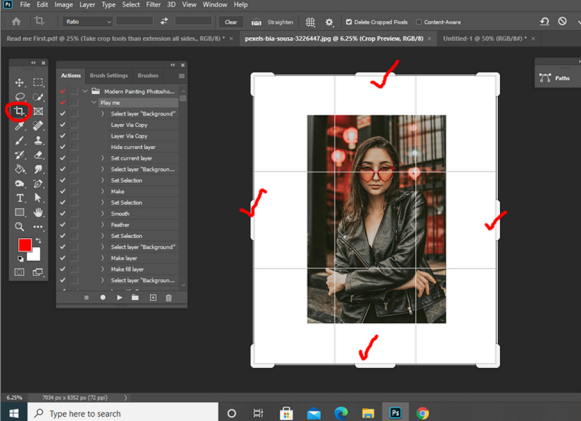 Ps File Edit Image Layer Type Select Filter 3D View Window Help
Ratio Clear Straighten Delete Cropped Pixels Content-Aware
Read me First.pdf @ 25% (Take crop tools than extension all sides., RGB/8) * × pexels-bia-sousa-3226447.jpg @ 6.25% (Crop Preview, RGB/8) × Untitled-1 @ 50% (RGB/8#) * ×
Actions Brush Settings Brushes
Paths
Modern Painting Photosho...
Play me
Select layer "Background"
Layer Via Copy
Layer Via Copy
Hide current layer
Set current layer
Select layer "Backgroun...
Set Selection
Make
Set Selection
Smooth
Feather
Set Selection
Select layer "Background"
Make layer
Make fill layer
Select layer "Backgroun...
T
6.25% 7034 px x 8352 px (72 ppi)
Type here to search
Ps